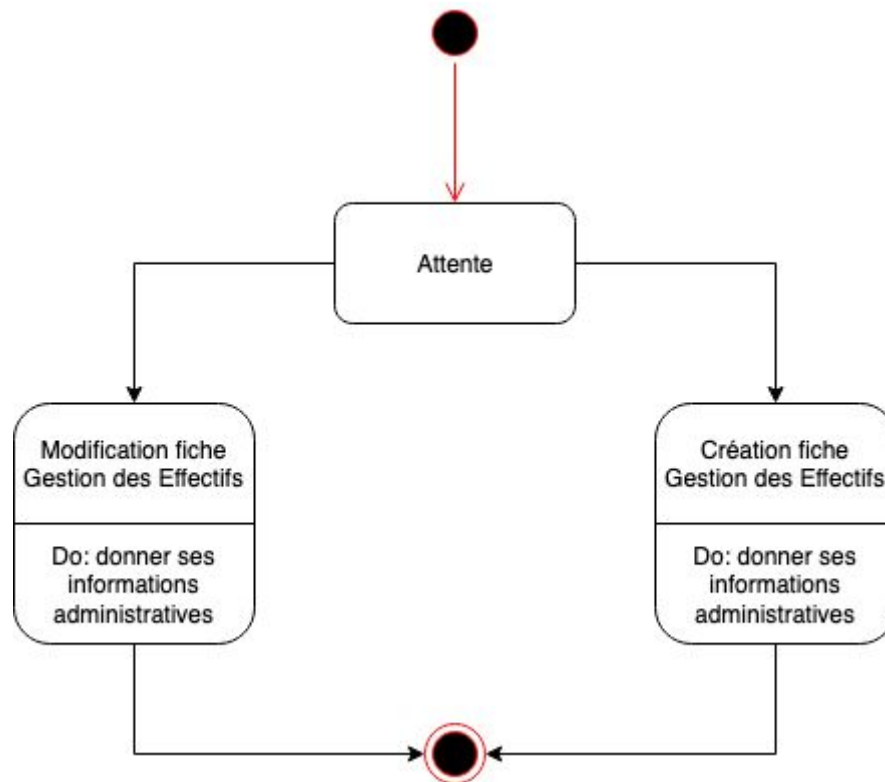 Attente
Modification fiche
Gestion des Effectifs
Do: donner ses
informations
administratives
Création fiche
Gestion des Effectifs
Do: donner ses
informations
administratives